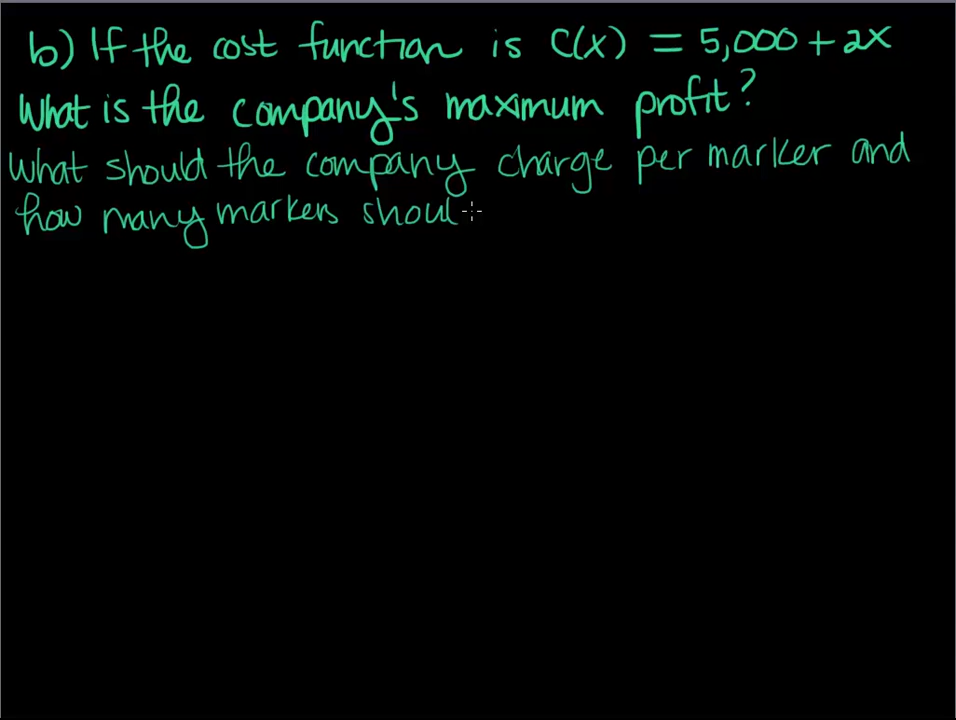 b) If the cost function is C(x) = 5,000 + 2x
What is the company's maximum profit?
What should the company charge per marker and
how many markers shoul